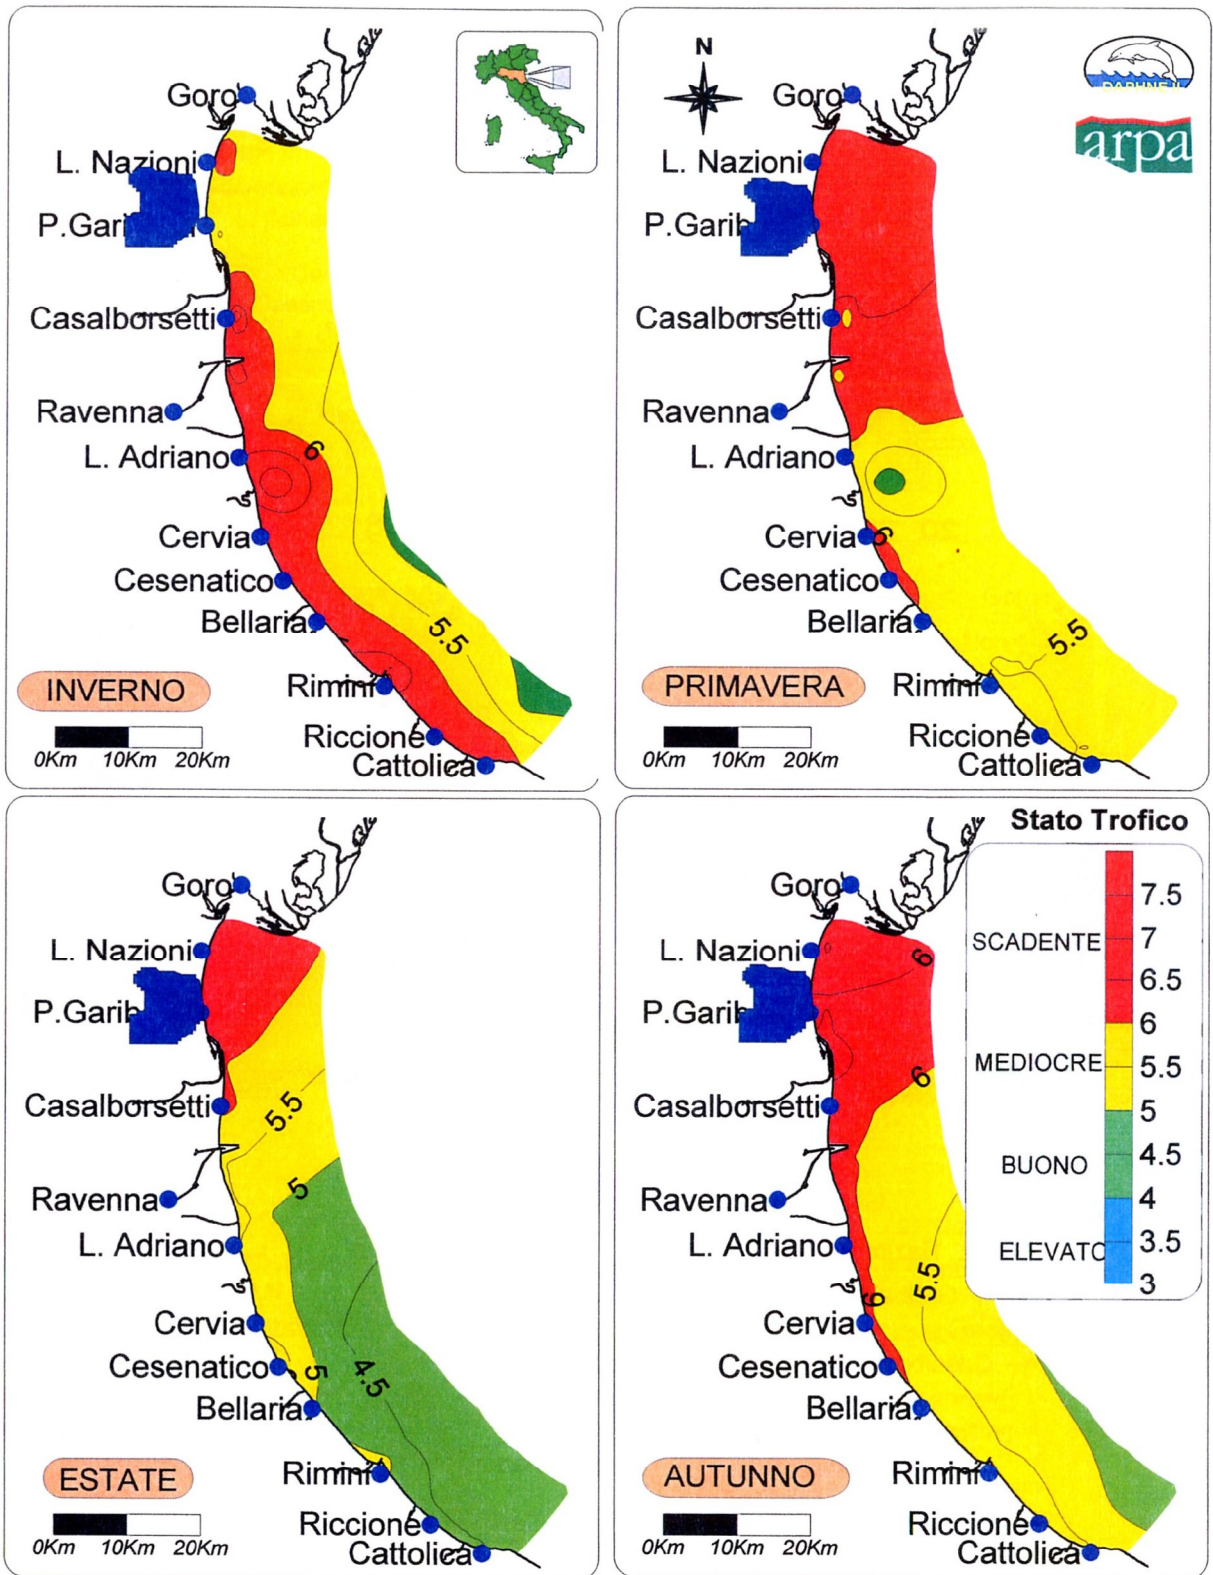 Goro
L. Nazioni
P.Gari
Casalborsetti
Ravenna
L. Adriano
6
Cervia
Cesenatico
Bellaria
5.5
INVERNO
Rimini
Riccione
Cattolica
0Km 10Km 20Km
N
DAPHNE II
arpa
Goro
L. Nazioni
P.Garib
Casalborsetti
Ravenna
L. Adriano
Cervia
6
Cesenatico
Bellaria
5.5
PRIMAVERA
Rimini
Riccione
Cattolica
0Km 10Km 20Km
Goro
L. Nazioni
P.Garib
Casalborsetti
5.5
Ravenna
5
L. Adriano
Cervia
Cesenatico
5
4.5
Bellaria
ESTATE
Rimini
Riccione
Cattolica
0Km 10Km 20Km
Goro
L. Nazioni
6
P.Garib
6
Casalborsetti
Ravenna
L. Adriano
5.5
6
Cervia
Cesenatico
Bellaria
AUTUNNO
Rimini
Riccione
Cattolica
0Km 10Km 20Km
Stato Trofico
7.5
SCADENTE 7
6.5
6
MEDIOCRE 5.5
5
BUONO 4.5
4
ELEVATO 3.5
3